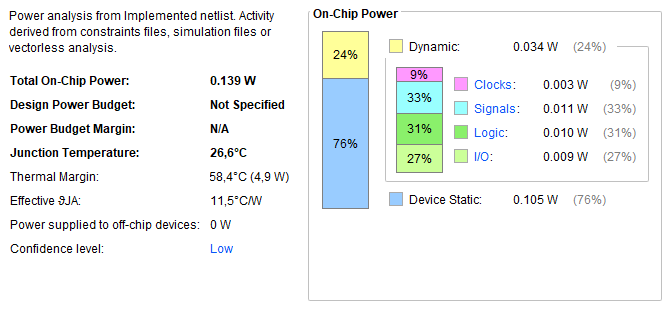 Power analysis from Implemented netlist. Activity
derived from constraints files, simulation files or
vectorless analysis.
Total On-Chip Power: 0.139 W
Design Power Budget: Not Specified
Power Budget Margin: N/A
Junction Temperature: 26,6°C
Thermal Margin: 58,4°C (4,9 W)
Effective ϑJA: 11,5°C/W
Power supplied to off-chip devices: 0 W
Confidence level: Low
On-Chip Power
24%
76%
Dynamic: 0.034 W (24%)
9%
33%
31%
27%
Clocks: 0.003 W (9%)
Signals: 0.011 W (33%)
Logic: 0.010 W (31%)
I/O: 0.009 W (27%)
Device Static: 0.105 W (76%)